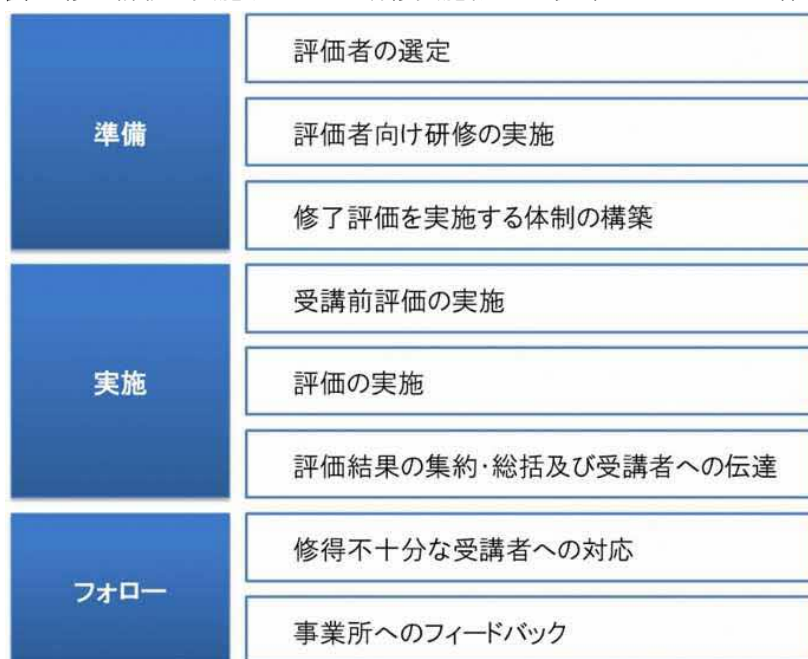 準備
評価者の選定
評価者向け研修の実施
修了評価を実施する体制の構築
実施
受講前評価の実施
評価の実施
評価結果の集約・総括及び受講者への伝達
フォロー
修得不十分な受講者への対応
事業所へのフィードバック